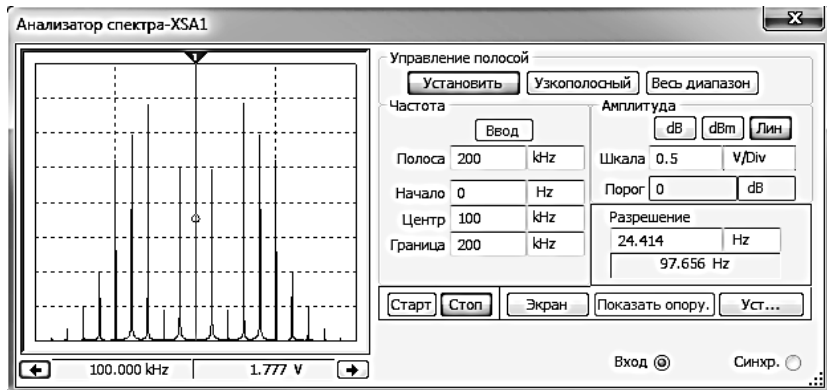 Анализатор спектра-XSA1
1
Управление полосой
Установить Узкополосный Весь диапазон
Частота
Ввод
Полоса 200 kHz
Начало 0 Hz
Центр 100 kHz
Граница 200 kHz
Амплитуда
dB dBm Лин
Шкала 0.5 V/Div
Порог 0 dB
Разрешение
24.414 Hz
97.656 Hz
Старт Стоп Экран Показать опору. Уст...
100.000 kHz 1.777 V
Вход Синхр.